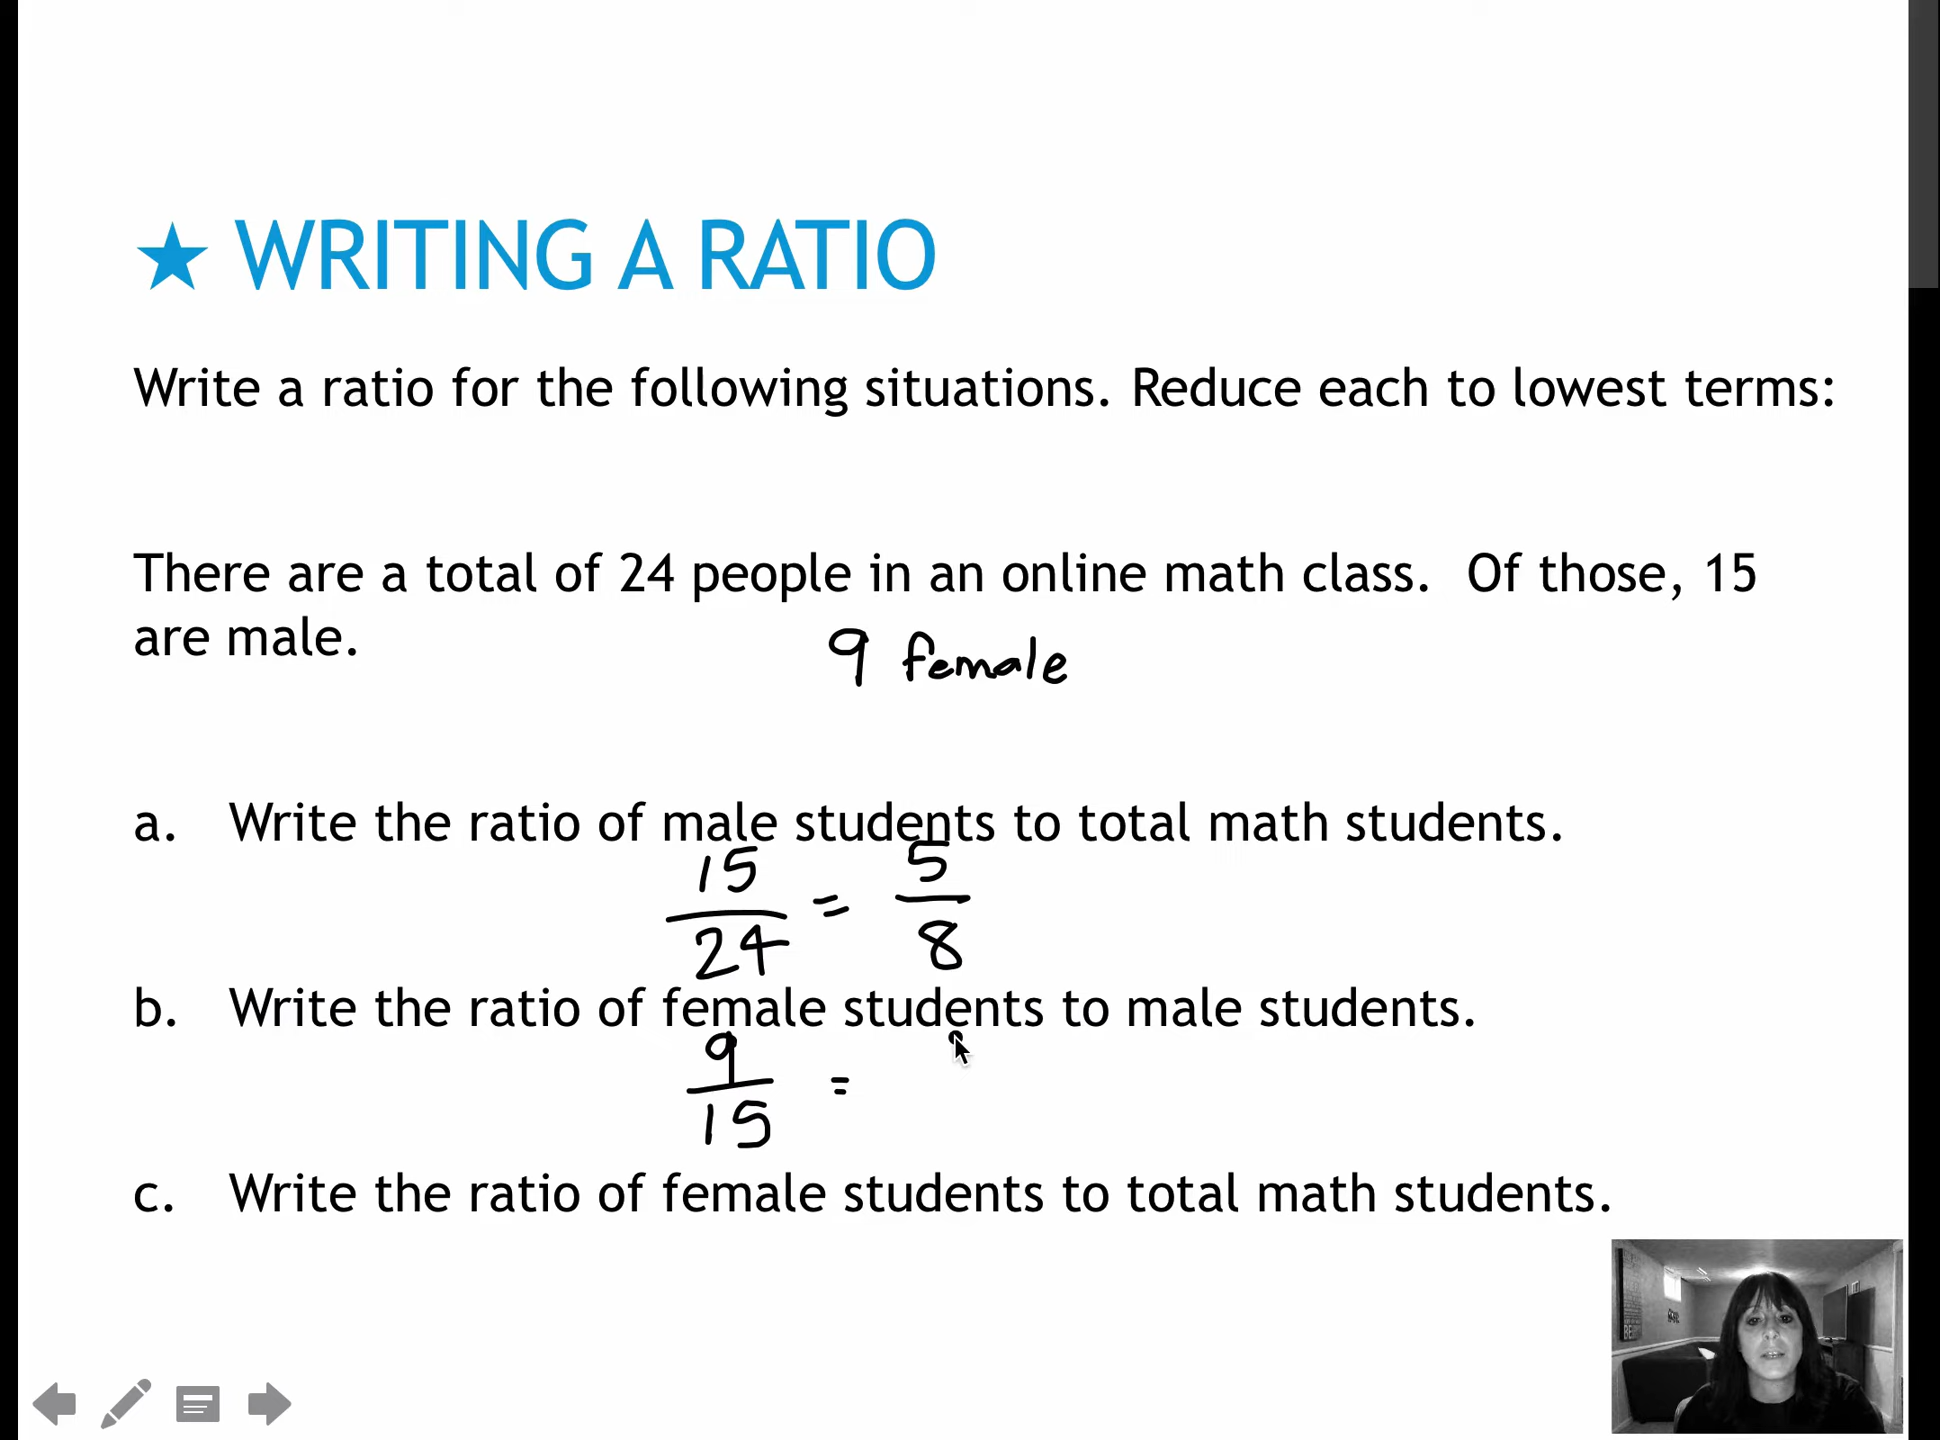 ★ WRITING A RATIO
Write a ratio for the following situations. Reduce each to lowest terms:
There are a total of 24 people in an online math class. Of those, 15
are male.
9 female
a. Write the ratio of male students to total math students.
15/24 = 5/8
b. Write the ratio of female students to male students.
9/15 =
c. Write the ratio of female students to total math students.